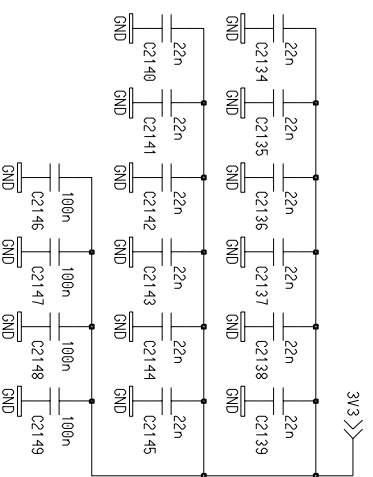 GND
C2140
22n
GND
C2134
22n
GND
C2141
22n
GND
C2135
22n
GND
C2146
100n
GND
C2142
22n
GND
C2136
22n
GND
C2147
100n
GND
C2143
22n
GND
C2137
22n
GND
C2148
100n
GND
C2144
22n
GND
C2138
22n
GND
C2149
100n
GND
C2145
22n
GND
C2139
22n
3V3